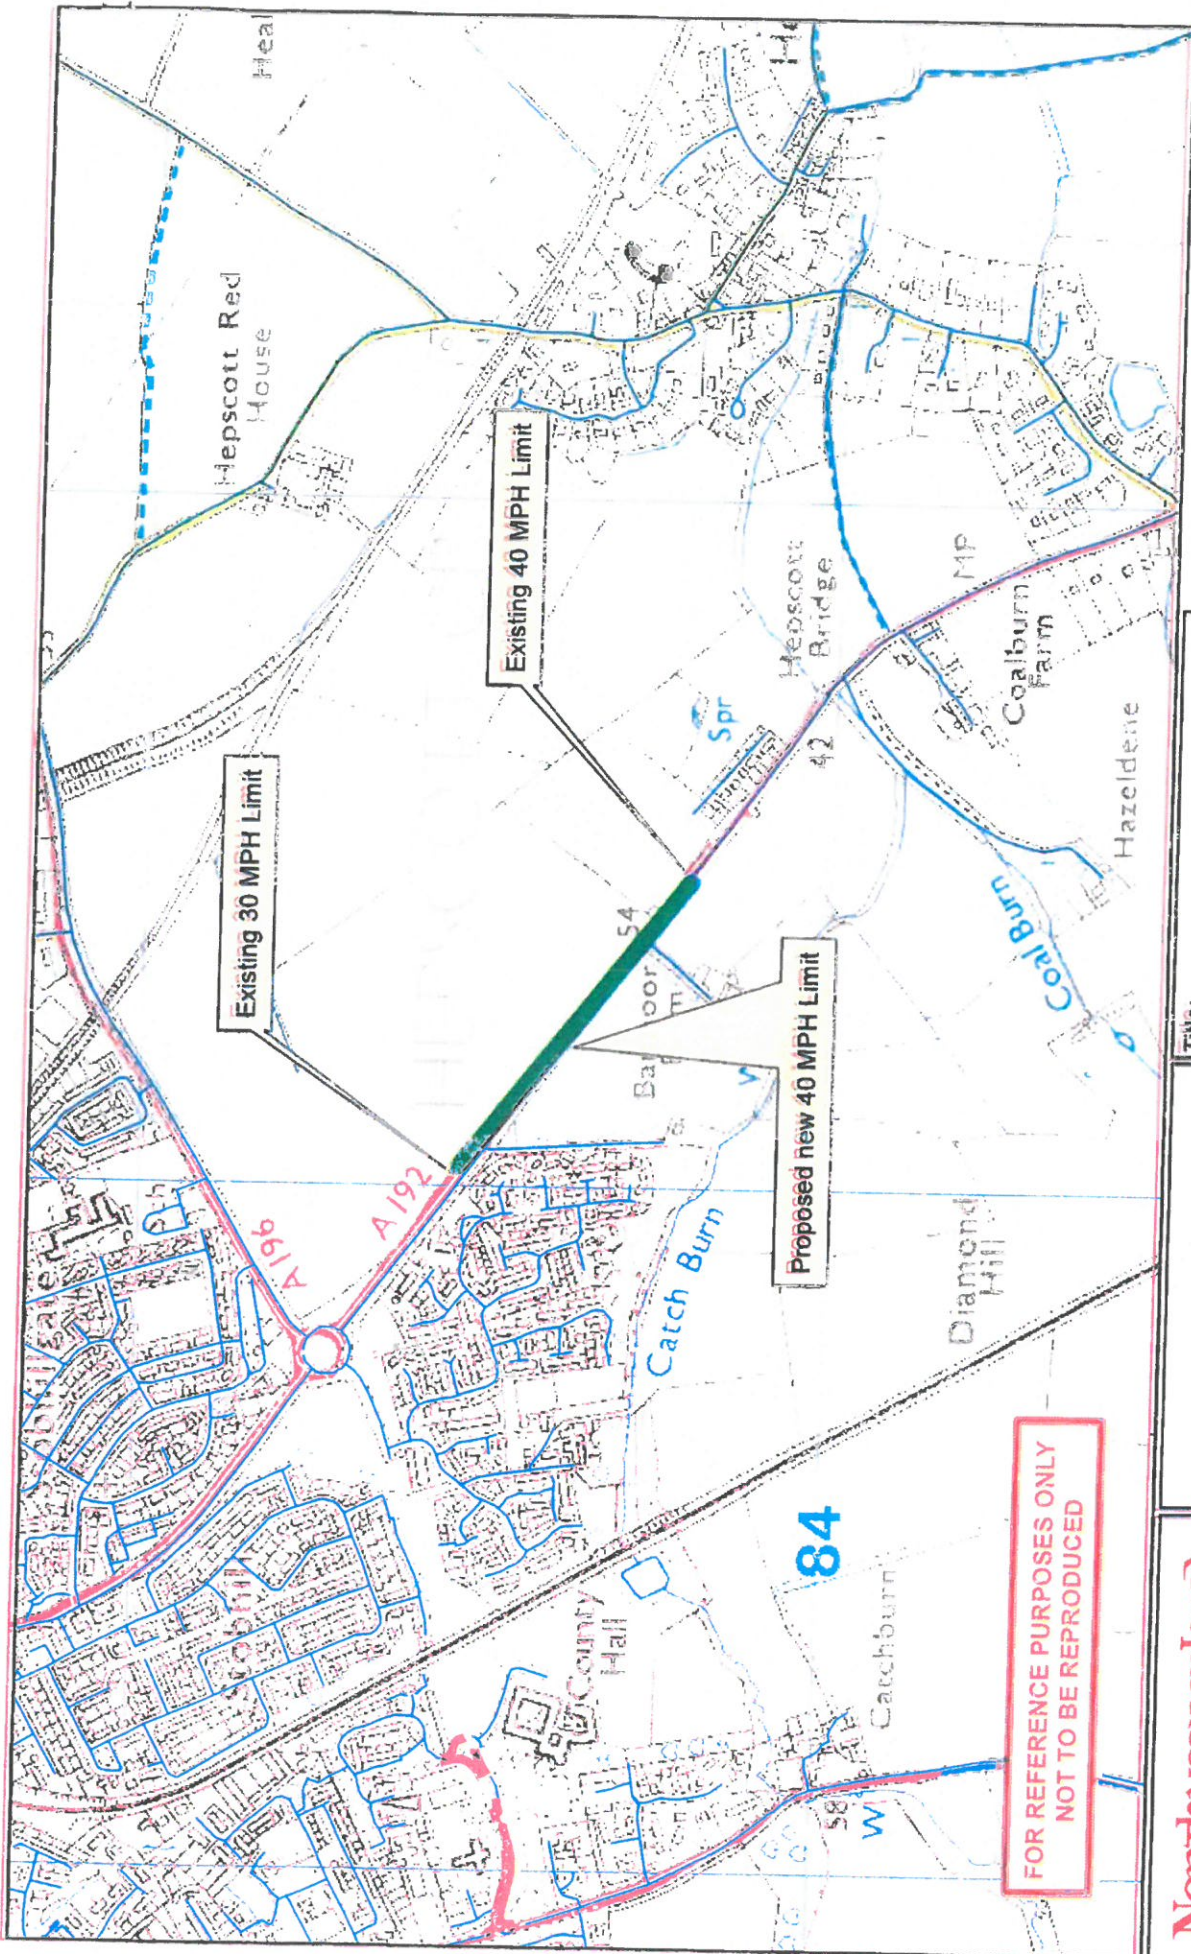 Heal
Hepscott Red
House
Existing 40 MPH Limit
Existing 30 MPH Limit
Spr
Hepscott
Bridge
MP
42
Coalburn
Farm
Hazeldene
54
Coal Burn
Proposed new 40 MPH Limit
A192
A196
Catch Burn
Diamond
Hill
84
County
Hall
Catchburn
58
W
FOR REFERENCE PURPOSES ONLY
NOT TO BE REPRODUCED